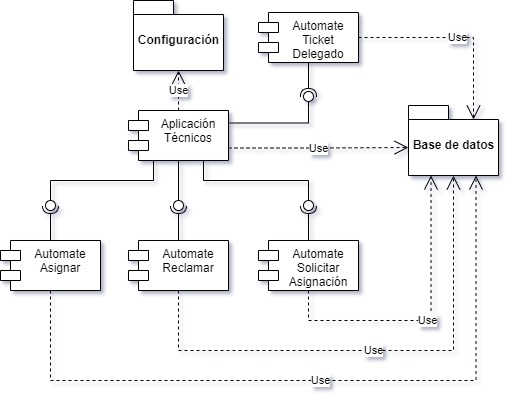 Configuración
Automate
Ticket
Delegado
Use
Use
Aplicación
Técnicos
Use
Base de datos
Automate
Asignar
Automate
Reclamar
Automate
Solicitar
Asignación
Use
Use
Use